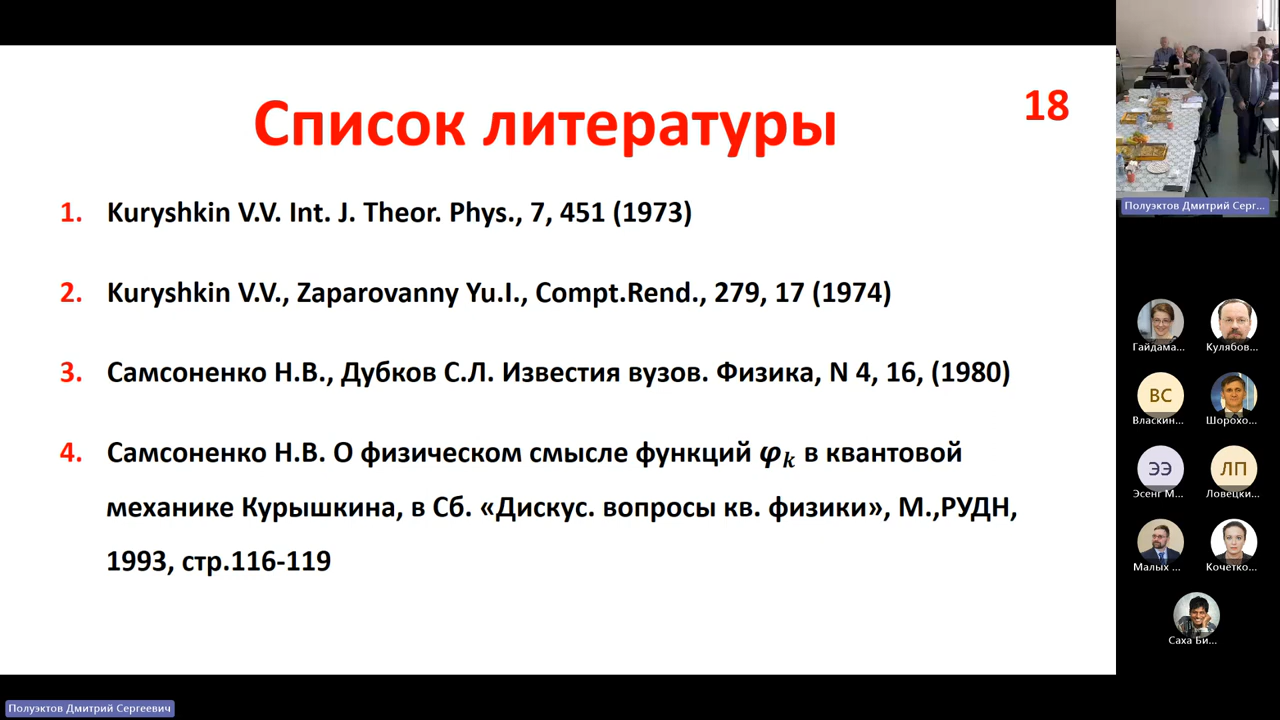 Список литературы
18
1. Kuryshkin V.V. Int. J. Theor. Phys., 7, 451 (1973)
2. Kuryshkin V.V., Zaparovanny Yu.I., Compt.Rend., 279, 17 (1974)
3. Самсоненко Н.В., Дубков С.Л. Известия вузов. Физика, N 4, 16, (1980)
4. Самсоненко Н.В. О физическом смысле функций φₖ в квантовой
механике Курышкина, в Сб. «Дискус. вопросы кв. физики», М.,РУДН,
1993, стр.116-119
Полуэктов Дмитрий Серг...
Гайдама...
Кулябов...
ВС
Власкин...
Шорохо...
ЭЭ
Эсенг М...
ЛП
Ловецки...
Малых ...
Кочетко...
Саха Би...
Полуэктов Дмитрий Сергеевич